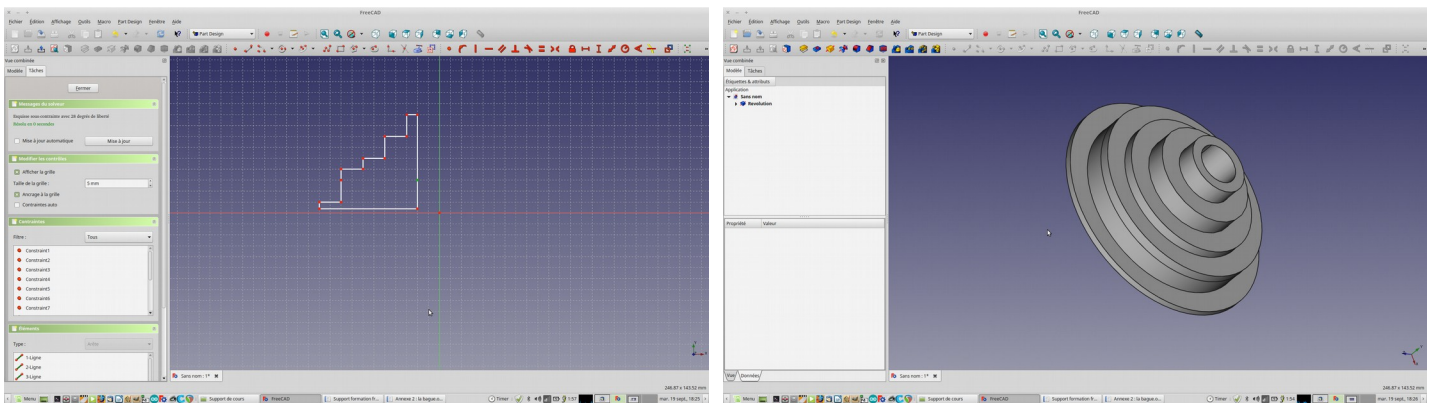 FreeCAD
Fichier Édition Affichage Outils Macro Part Design Fenêtre Aide
Part Design
Vue combinée
Modèle Tâches
Fermer
Messages du solveur
Esquisse sous-contrainte avec 28 degrés de liberté
Résolu en 0 secondes
Mise à jour automatique Mise à jour
Modifier les contrôles
Afficher la grille
Taille de la grille : 5 mm
Ancrage à la grille
Contraintes auto
Contraintes
Filtre : Tous
Constraint1
Constraint2
Constraint3
Constraint4
Constraint5
Constraint6
Constraint7
Éléments
Type : Arête
1-Ligne
2-Ligne
3-Ligne
Sans nom : 1*
246.87 x 143.52 mm
Menu Support de cours FreeCAD Support formation fr... Annexe 2 : la bague o... Timer : 1:57 mar. 19 sept., 18:25
FreeCAD
Fichier Édition Affichage Outils Macro Part Design Fenêtre Aide
Part Design
Vue combinée
Modèle Tâches
Étiquettes & attributs
Application
Sans nom
Revolution
Propriété Valeur
Vue Données
Sans nom : 1*
246.87 x 143.52 mm
Menu Support de cours FreeCAD Support formation fr... Annexe 2 : la bague o... Timer : 1:54 mar. 19 sept., 18:28